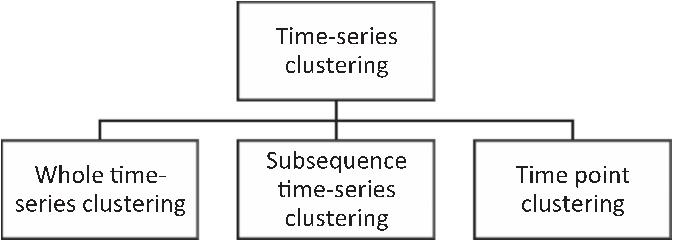 Time-series
clustering
Whole time-
series clustering
Subsequence
time-series
clustering
Time point
clustering